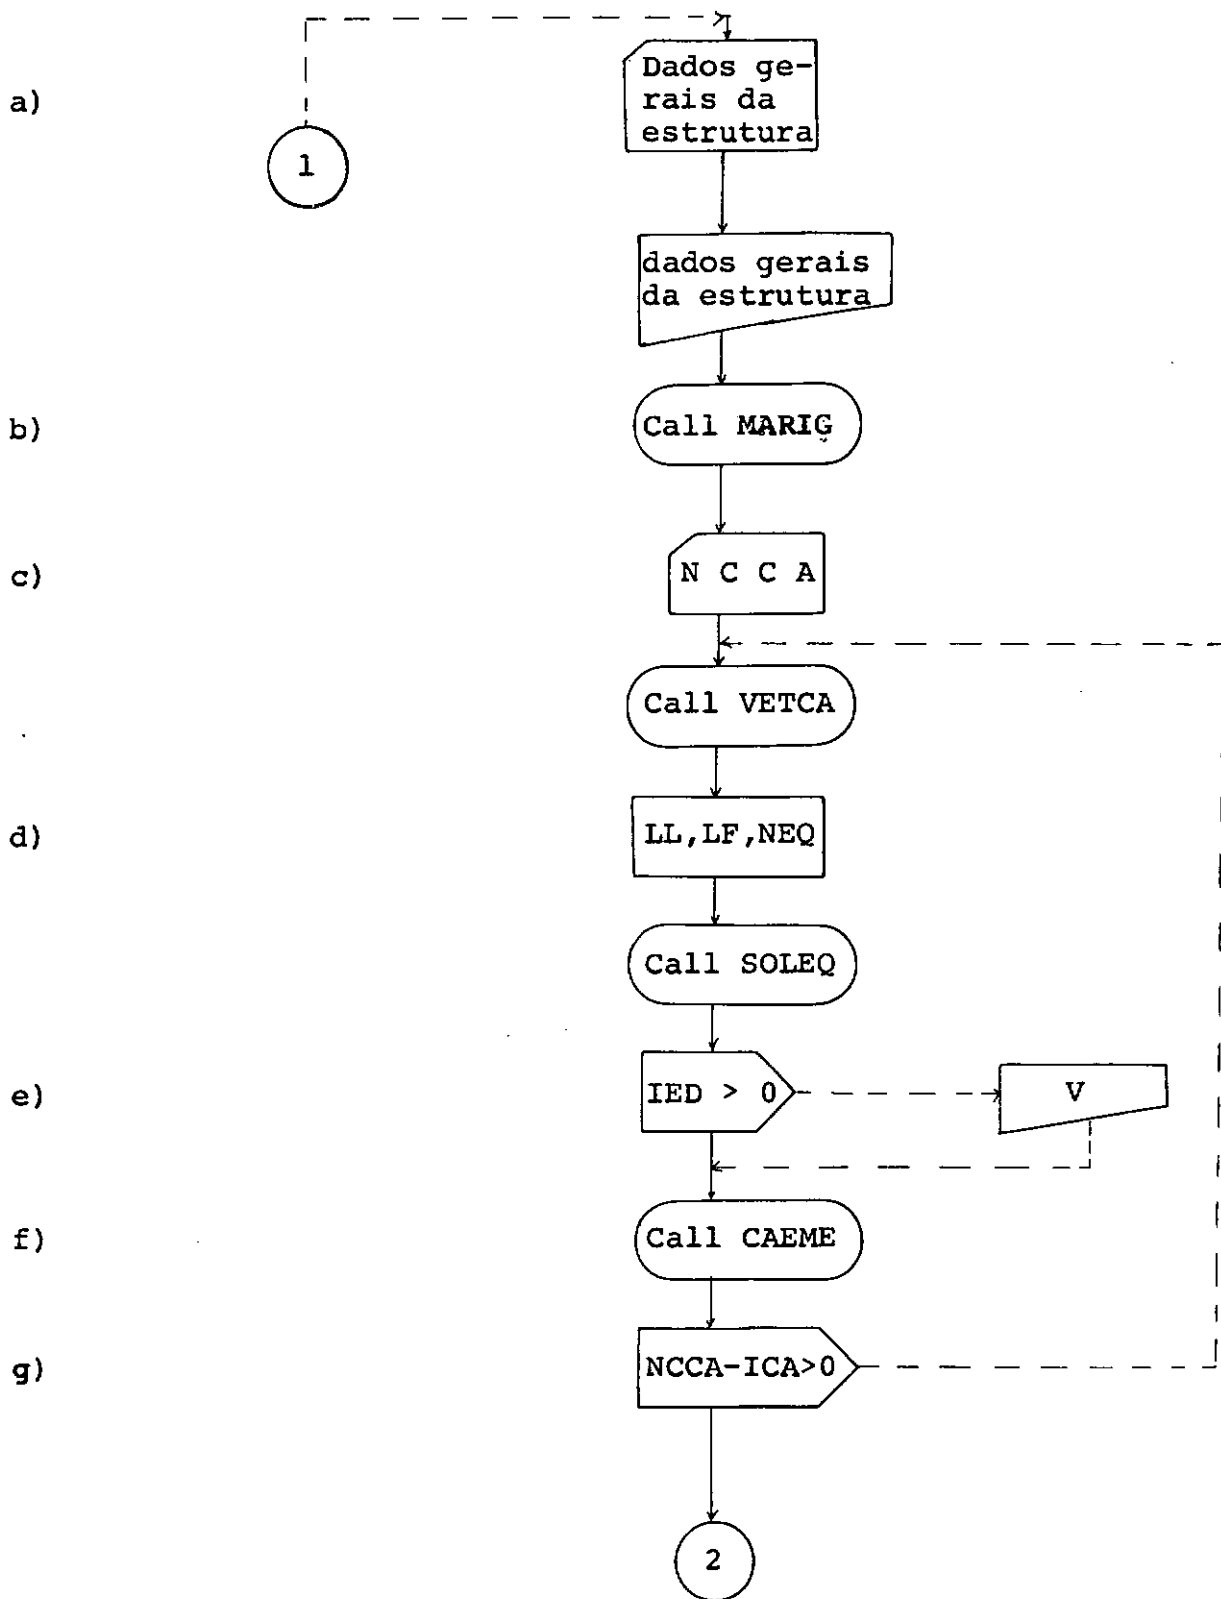 a)
Dados ge-
rais da
estrutura
1
dados gerais
da estrutura
b)
Call MARIG
c)
N C C A
Call VETCA
d)
LL,LF,NEQ
Call SOLEQ
e)
IED > 0
V
f)
Call CAEME
g)
NCCA-ICA>0
2